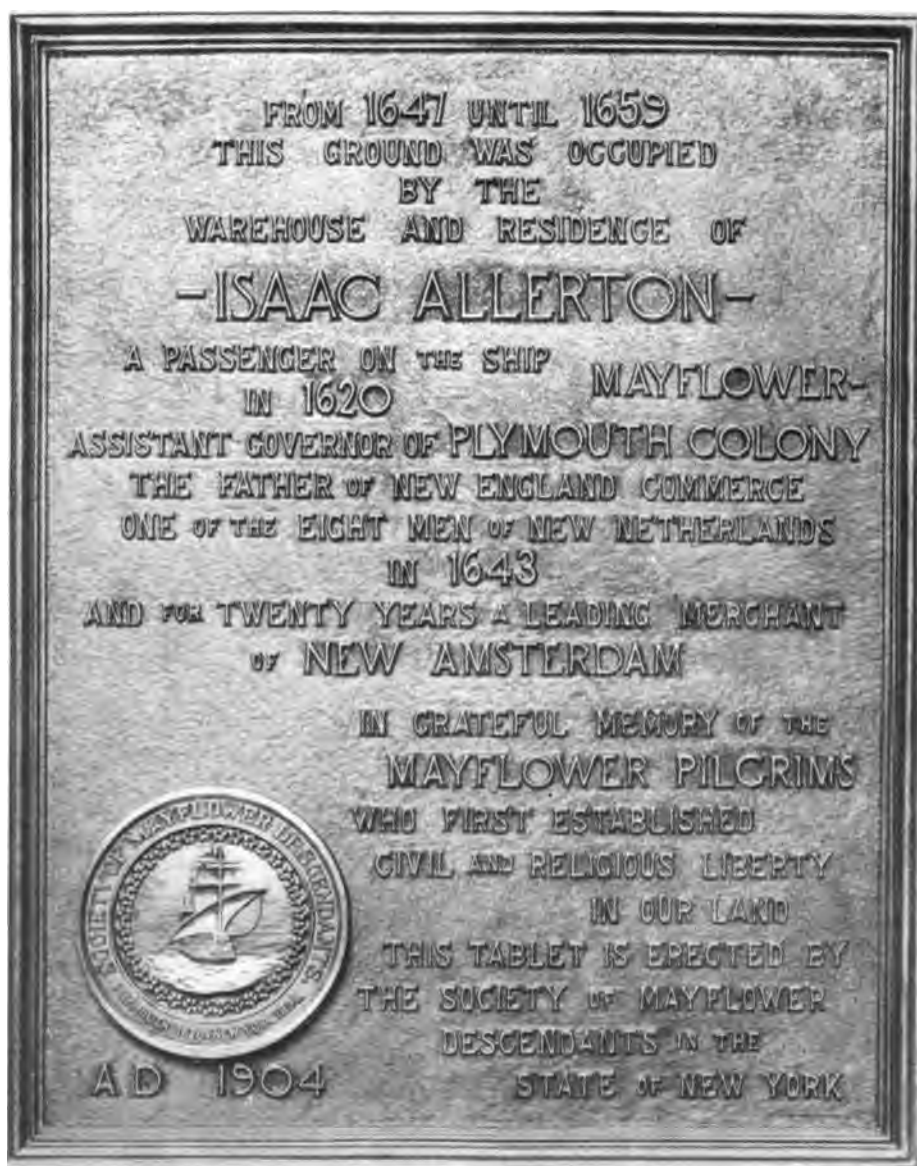 FROM 1647 UNTIL 1659
THIS GROUND WAS OCCUPIED
BY THE
WAREHOUSE AND RESIDENCE OF
-ISAAC ALLERTON-
A PASSENGER ON THE SHIP MAYFLOWER-
IN 1620
ASSISTANT GOVERNOR OF PLYMOUTH COLONY
THE FATHER OF NEW ENGLAND COMMERCE
ONE OF THE EIGHT MEN OF NEW NETHERLANDS
IN 1643
AND FOR TWENTY YEARS A LEADING MERCHANT
OF NEW AMSTERDAM
IN GRATEFUL MEMORY OF THE
MAYFLOWER PILGRIMS
WHO FIRST ESTABLISHED
CIVIL AND RELIGIOUS LIBERTY
IN OUR LAND
THIS TABLET IS ERECTED BY
THE SOCIETY OF MAYFLOWER
DESCENDANTS IN THE
STATE OF NEW YORK
SOCIETY OF MAYFLOWER DESCENDANTS.
AD 1904